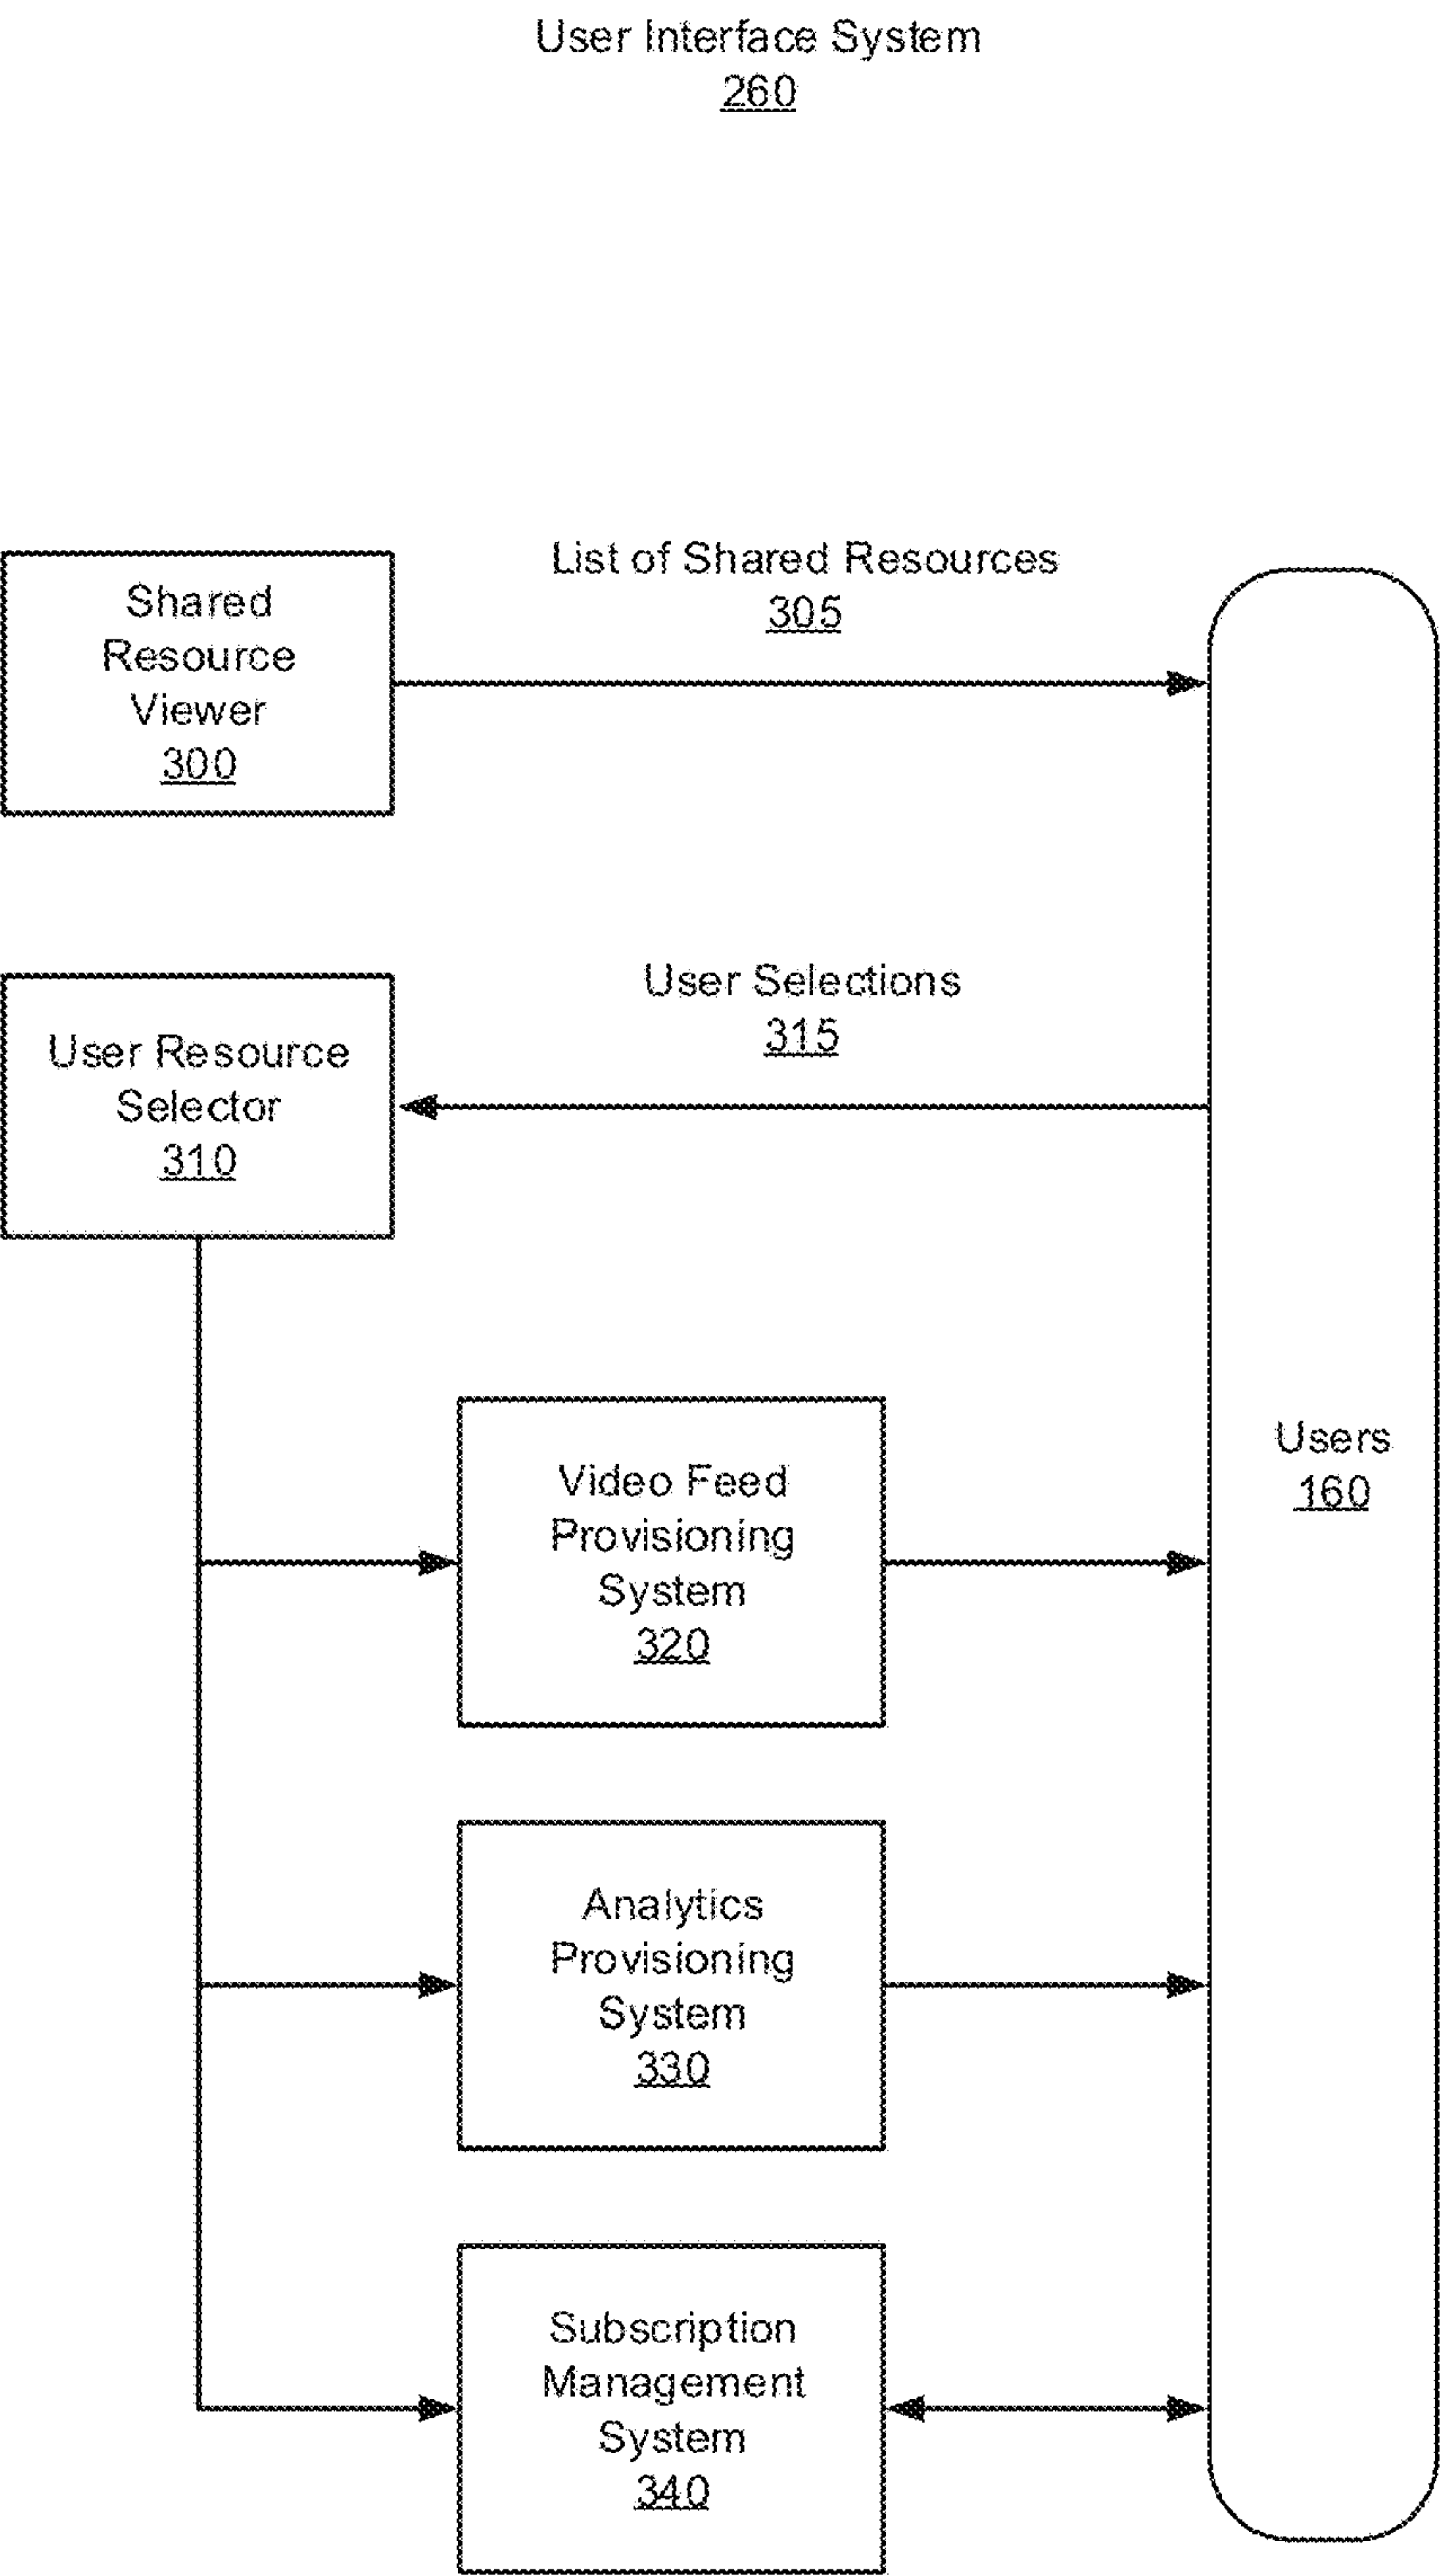 User Interface System
260
List of Shared Resources
305
Shared
Resource
Viewer
300
User Selections
315
User Resource
Selector
310
Users
160
Video Feed
Provisioning
System
320
Analytics
Provisioning
System
330
Subscription
Management
System
340